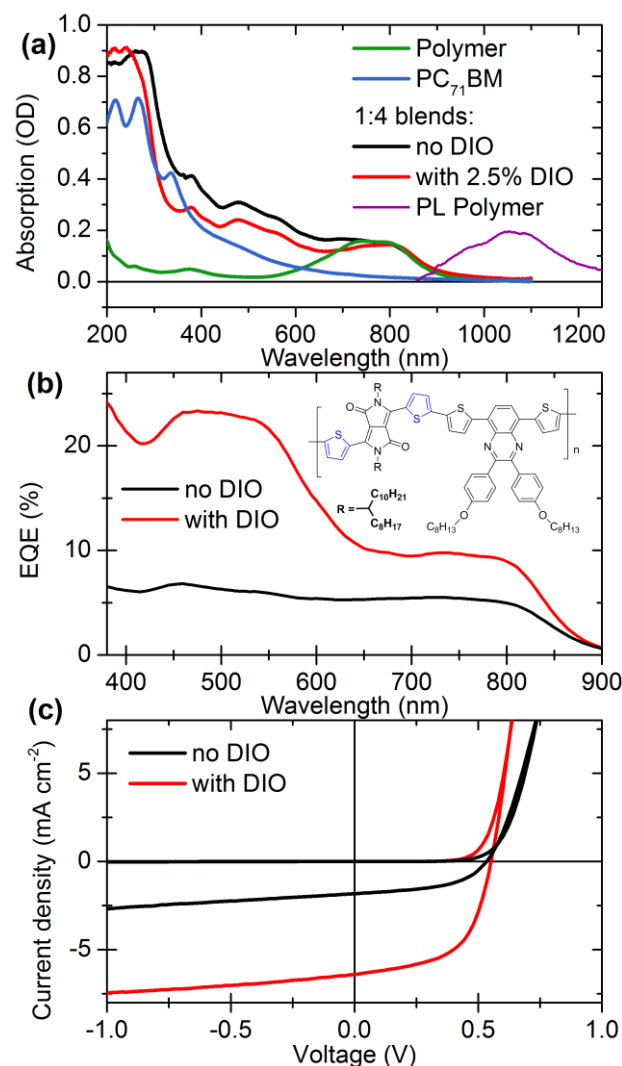 (a)
Absorption (OD)
1.0
0.8
0.6
0.4
0.2
0.0
Polymer
PC71BM
1:4 blends:
no DIO
with 2.5% DIO
PL Polymer
200 400 600 800 1000 1200
Wavelength (nm)
(b)
EQE (%)
20
10
0
no DIO
with DIO
R
N
O
S
S
S
S
O
N
R
N
N
n
R =
C10H21
C8H17
C8H13O
OC8H13
400 500 600 700 800 900
Wavelength (nm)
(c)
Current density (mA cm-2)
5
0
-5
no DIO
with DIO
-1.0 -0.5 0.0 0.5 1.0
Voltage (V)